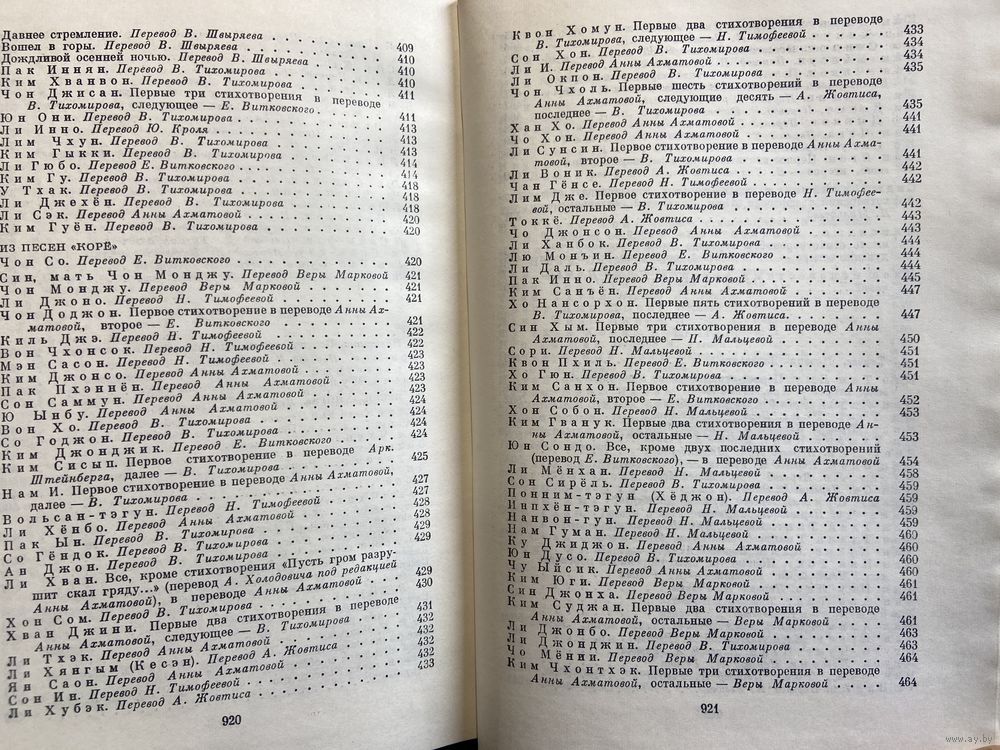 Давнее стремление. Перевод В. Швыряева
Вошел в горы. Перевод В. Швыряева . . . . 409
Дождливой осенней ночью. Перевод В. Швыряева . . . . 410
Пак Иннян. Перевод В. Тихомирова . . . . 410
Ким Хванвон. Перевод В. Тихомирова . . . . 410
Чон Джисан. Первые три стихотворения в переводе 411
В. Тихомирова, следующее — Е. Витковского .
Юн Они. Перевод В. Тихомирова . . . . 411
Ли Инно. Перевод Ю. Кроля . . . . 413
Лим Чхун. Перевод В. Тихомирова . . . . 413
Ким Гыкки. Перевод В. Тихомирова . . . . 413
Ли Гюбо. Перевод Е. Витковского . . . . 414
Ким Гу. Перевод В. Тихомирова . . . . 414
У Тхак. Перевод В. Тихомирова . . . . 418
Ли Джехён. Перевод В. Тихомирова . . . . 418
Ли Сэк. Перевод Анны Ахматовой . . . . 418
Ким Гуён. Перевод В. Тихомирова . . . . 420
420
ИЗ ПЕСЕН «КОРЁ»
Чон Со. Перевод Е. Витковского . . . . 420
Син, мать Чон Монджу. Перевод Веры Марковой 421
Чон Монджу. Перевод Веры Марковой . . . . 421
Ли Джоно. Перевод Н. Тимофеевой . . . . 421
Чон Доджон. Первое стихотворение в переводе Анны Ах-
матовой, второе — Е. Витковского . . . . 421
Киль Джэ. Перевод Н. Тимофеевой . . . . 422
Вон Чхонсок. Перевод Н. Тимофеевой . . . . 422
Мэн Сасон. Перевод Н. Тимофеевой . . . . 423
Ким Джонсо. Перевод Анны Ахматовой . . . . 423
Пак Пхэннён. Перевод Анны Ахматовой . . . . 423
Сон Саммун. Перевод Анны Ахматовой . . . . 423
Ю Ынбу. Перевод Анны Ахматовой . . . . 424
Вон Хо. Перевод В. Тихомирова . . . . 424
Со Годжон. Перевод В. Тихомирова . . . . 424
Ким Джонджик. Перевод Е. Витковского . . . . 424
Ким Сисып. Первое стихотворение в переводе Арк.
Штейнберга, далее — В. Тихомирова . . . . 425
Нам И. Первое стихотворение в переводе Анны Ахматовой,
далее — В. Тихомирова . . . . 427
Вольсан-тэгун. Перевод Н. Тимофеевой . . . . 427
Ли Хёнбо. Перевод Анны Ахматовой . . . . 428
Пак Ын. Перевод В. Тихомирова . . . . 428
Со Гёндок. Перевод В. Тихомирова . . . . 429
Ан Джон. Перевод В. Тихомирова . . . . 429
Ли Хван. Все, кроме стихотворения «Пусть гром разру-
шит скал гряду...» (перевод А. Холодовича под редакцией
Анны Ахматовой), в переводе Анны Ахматовой . . 429
Хон Сом. Перевод В. Тихомирова . . . . 430
Хван Джини. Первые два стихотворения в переводе
Анны Ахматовой, следующее — В. Тихомирова . . 431
Ли Тхэк. Перевод Анны Ахматовой . . . . 432
Ли Хянгым (Кесэн). Перевод А. Жовтиса . . . . 432
Ян Саон. Перевод Анны Ахматовой . . . . 432
Сон Ин. Перевод Н. Тимофеевой . . . . 433
Ли Хубэк. Перевод А. Жовтиса . . . .
920
Квон Хомун. Первые два стихотворения в переводе
В. Тихомирова, следующее — Н. Тимофеевой . . 433
Сон Хон. Перевод В. Тихомирова . . . . 434
Ли И. Перевод Анны Ахматовой . . . . 434
Ли Окпон. Перевод В. Тихомирова . . . . 435
Чон Чхоль. Первые шесть стихотворений в переводе
Анны Ахматовой, следующие десять — А. Жовтиса,
последнее — В. Тихомирова . . . . 435
Хан Хо. Перевод Анны Ахматовой . . . . 441
Чо Хон. Перевод Анны Ахматовой . . . . 441
Ли Сунсин. Первое стихотворение в переводе Анны Ахма-
товой, второе — В. Тихомирова . . . . 441
Ли Воник. Перевод А. Жовтиса . . . . 442
Чан Гёнсе. Перевод Н. Тимофеевой . . . . 442
Лим Дже. Первое стихотворение в переводе Н. Тимофее-
вой, остальные — В. Тихомирова . . . . 442
Токкё. Перевод А. Жовтиса . . . . 443
Чо Джонсон. Перевод Анны Ахматовой . . . . 443
Ли Ханбок. Перевод В. Тихомирова . . . . 444
Лю Монъин. Перевод Е. Витковского . . . . 444
Ли Даль. Перевод В. Тихомирова . . . . 444
Пак Инно. Перевод Веры Марковой . . . . 445
Ким Санъён. Перевод Анны Ахматовой . . . . 447
Хо Нансорхон. Первые пять стихотворений в переводе
В. Тихомирова, последнее — А. Жовтиса. . . . 447
Син Хым. Первые три стихотворения в переводе Анны
Ахматовой, последнее — Н. Мальцевой . . . . 450
Сори. Перевод Н. Мальцевой . . . . 451
Квон Пхиль. Перевод Е. Витковского . . . . 451
Хо Гюн. Перевод В. Тихомирова . . . . 451
Ким Санхон. Первое стихотворение в переводе Анны
Ахматовой, второе — Е. Витковского . . . . 452
Хон Собон. Перевод Н. Мальцевой . . . . 453
Ким Гванук. Первые два стихотворения в переводе Ан-
ны Ахматовой, остальные — Н. Мальцевой . . . . 453
Юн Сондо. Все, кроме двух последних стихотворений
(перевод Е. Витковского), — в переводе Анны Ахматовой 454
Ли Мёнхан. Перевод Н. Мальцевой . . . . 458
Сон Сирёль. Перевод В. Тихомирова . . . . 459
Понним-тэгун (Хёджон). Перевод А. Жовтиса 459
Инпхён-тэгун. Перевод Н. Мальцевой . . . . 459
Нанвон-гун. Перевод Н. Мальцевой . . . . 459
Нам Гуман. Перевод Н. Мальцевой . . . . 460
Ку Джиджон. Перевод Анны Ахматовой . . . . 460
Юн Дусо. Перевод В. Тихомирова . . . . 460
Чу Ыйсик. Перевод Анны Ахматовой . . . . 460
Ким Юги. Перевод Веры Марковой . . . . 461
Син Джонха. Перевод Веры Марковой . . . . 461
Ким Суджан. Первые два стихотворения в переводе
Анны Ахматовой, остальные — Веры Марковой . . 461
Ли Джонбо. Перевод Веры Марковой . . . . 463
Ли Джонджин. Перевод В. Тихомирова . . . . 463
Чо Мённи. Перевод Веры Марковой . . . . 464
Ким Чхонтхэк. Первые три стихотворения в переводе
Анны Ахматовой, остальные — Веры Марковой . . 464
921
www.ay.by